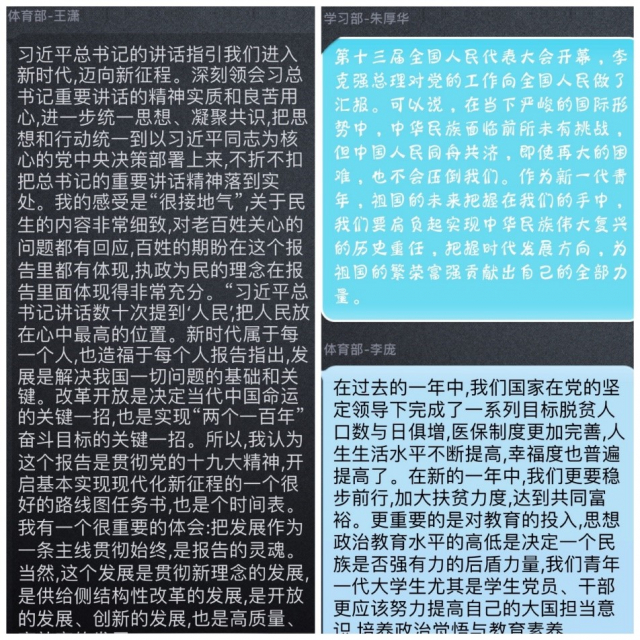 体育部-王潇
习近平总书记的讲话指引我们进入
新时代,迈向新征程。深刻领会习总
书记重要讲话的精神实质和良苦用
心,进一步统一思想、凝聚共识,把思
想和行动统一到以习近平同志为核
心的党中央决策部署上来,不折不扣
把总书记的重要讲话精神落到实
处。我的感受是“很接地气”,关于民
生的内容非常细致,对老百姓关心的
问题都有回应,百姓的期盼在这个报
告里都有体现,执政为民的理念在报
告里面体现得非常充分。“习近平总
书记讲话数十次提到‘人民’,把人民放
在心中最高的位置。新时代属于每
一个人,也造福于每个人报告指出,发
展是解决我国一切问题的基础和关
键。改革开放是决定当代中国命运
的关键一招,也是实现“两个一百年”
奋斗目标的关键一招。所以,我认为
这个报告是贯彻党的十九大精神,开
启基本实现现代化新征程的一个很
好的路线图任务书,也是个时间表。
我有一个很重要的体会:把发展作为
一条主线贯彻始终,是报告的灵魂。
当然,这个发展是贯彻新理念的发展,
是供给侧结构性改革的发展,是开放
的发展、创新的发展,也是高质量、
学习部-朱厚华
第十三届全国人民代表大会开幕，李
克强总理对党的工作向全国人民做了
汇报。可以说，在当下严峻的国际形
势中，中华民族面临前所未有挑战，
但中国人民同舟共济，即使再大的困
难，也不会压倒我们。作为新一代青
年，祖国的未来把握在我们的手中，
我们要肩负起实现中华民族伟大复兴
的历史重任，把握时代发展方向，为
祖国的繁荣富强贡献出自己的全部力
量。
体育部-李庞
在过去的一年中,我们国家在党的坚
定领导下完成了一系列目标脱贫人
口数与日俱增,医保制度更加完善,人
生生活水平不断提高,幸福度也普遍
提高了。在新的一年中,我们更要稳
步前行,加大扶贫力度,达到共同富
裕。更重要的是对教育的投入,思想
政治教育水平的高低是决定一个民
族是否强有力的后盾力量,我们青年
一代大学生尤其是学生党员、干部
更应该努力提高自己的大国担当意
识,培养政治觉悟与教育素养